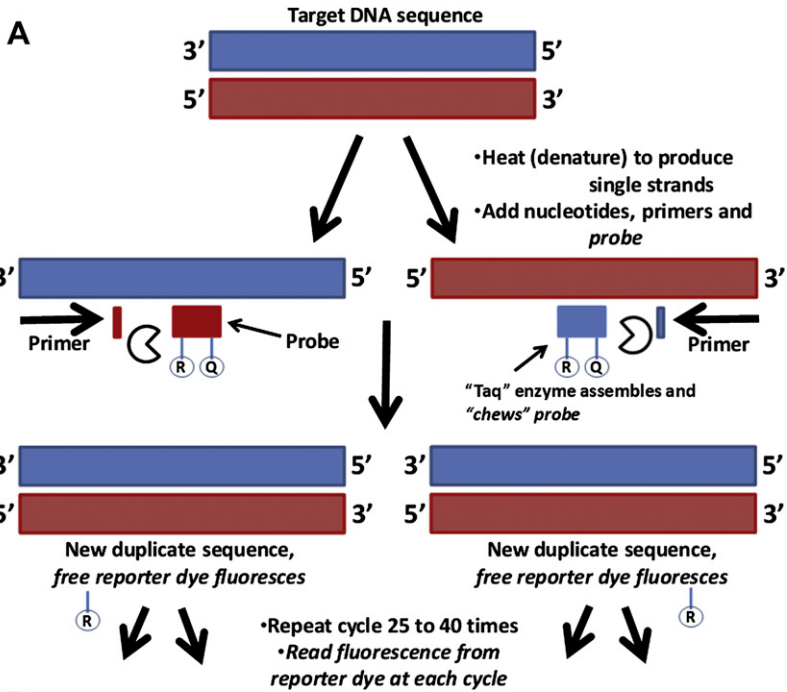 A
Target DNA sequence
3’ 5’
5’ 3’
•Heat (denature) to produce
single strands
•Add nucleotides, primers and
probe
3’ 5’ 5’ 3’
Primer
Probe
Primer
R Q
R Q
“Taq” enzyme assembles and
“chews” probe
3’ 5’ 3’ 5’
5’ 3’ 5’ 3’
New duplicate sequence,
free reporter dye fluoresces
R
New duplicate sequence,
free reporter dye fluoresces
R
•Repeat cycle 25 to 40 times
•Read fluorescence from
reporter dye at each cycle